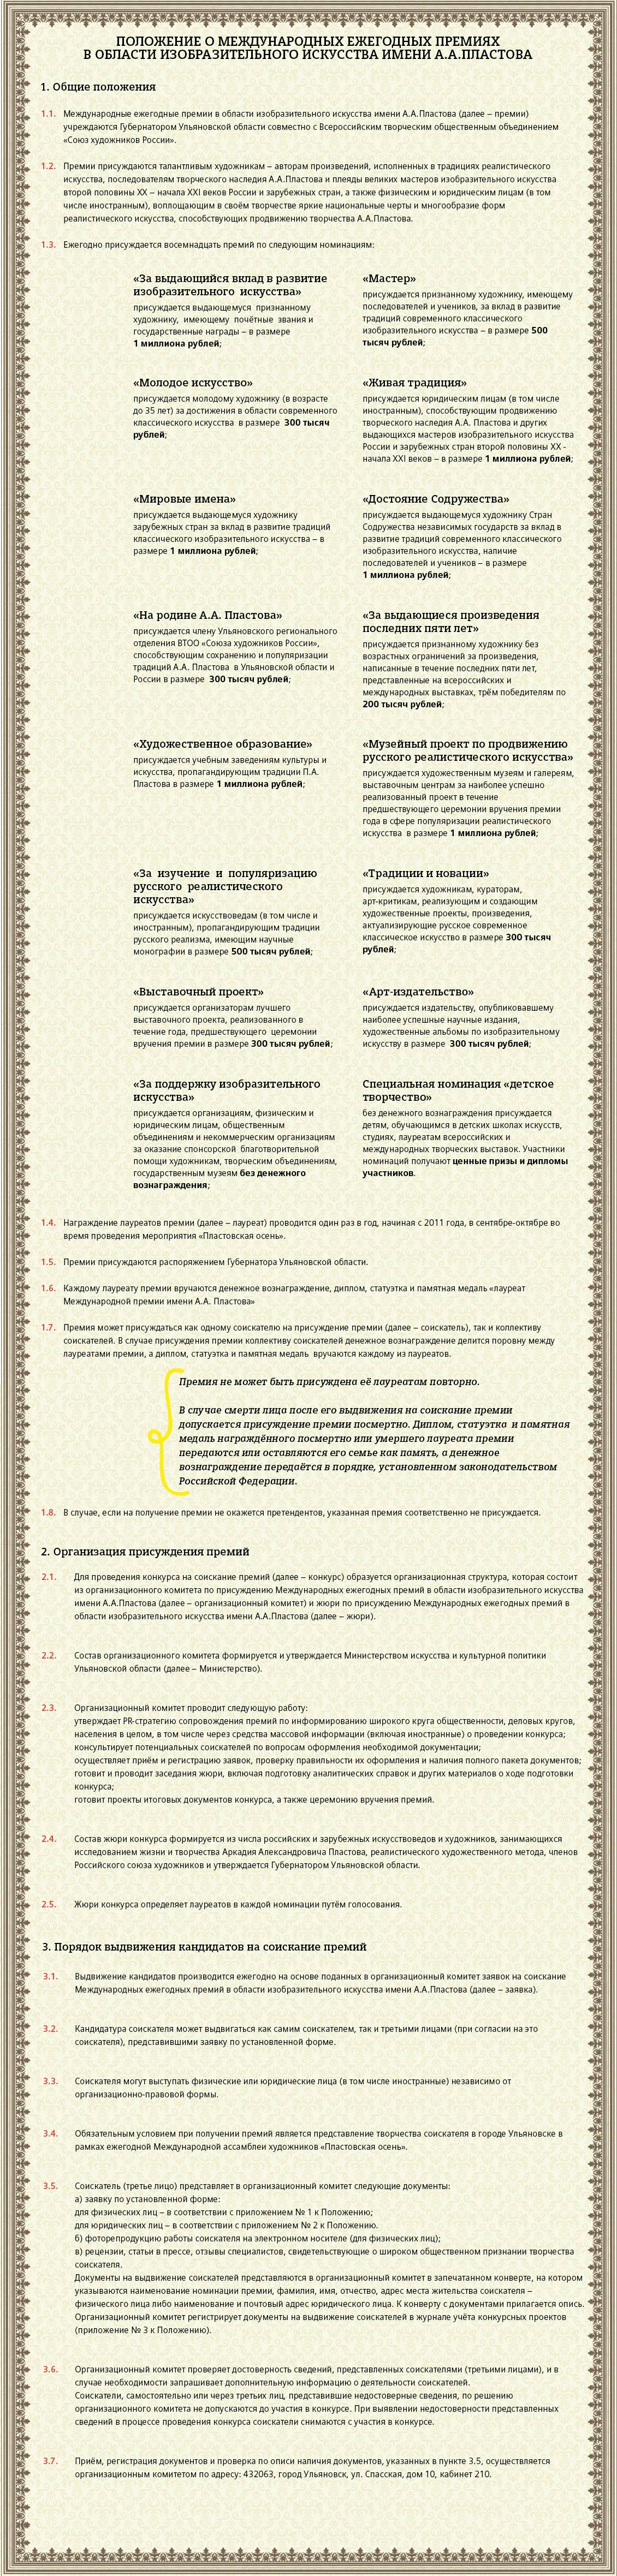 ПОЛОЖЕНИЕ О МЕЖДУНАРОДНЫХ ЕЖЕГОДНЫХ ПРЕМИЯХ
В ОБЛАСТИ ИЗОБРАЗИТЕЛЬНОГО ИСКУССТВА ИМЕНИ А.А.ПЛАСТОВА
1. Общие положения
1.1. Международные ежегодные премии в области изобразительного искусства имени А.А.Пластова (далее – премии)
учреждаются Губернатором Ульяновской области совместно с Всероссийским творческим общественным объединением
«Союз художников России».
1.2. Премии присуждаются талантливым художникам – авторам произведений, исполненных в традициях реалистического
искусства, последователям творческого наследия А.А.Пластова и плеяды великих мастеров изобразительного искусства
второй половины XX – начала XXI веков России и зарубежных стран, а также физическим и юридическим лицам (в том
числе иностранным), воплощающим в своём творчестве яркие национальные черты и многообразие форм
реалистического искусства, способствующих продвижению творчества А.А.Пластова.
1.3. Ежегодно присуждается восемнадцать премий по следующим номинациям:
«За выдающийся вклад в развитие
изобразительного искусства»
присуждается выдающемуся признанному
художнику, имеющему почётные звания и
государственные награды – в размере
1 миллиона рублей;
«Мастер»
присуждается признанному художнику, имеющему
последователей и учеников, за вклад в развитие
традиций современного классического
изобразительного искусства – в размере 500
тысяч рублей;
«Молодое искусство»
присуждается молодому художнику (в возрасте
до 35 лет) за достижения в области современного
классического искусства в размере 300 тысяч
рублей;
«Живая традиция»
присуждается юридическим лицам (в том числе
иностранным), способствующим продвижению
творческого наследия А.А. Пластова и других
выдающихся мастеров изобразительного искусства
России и зарубежных стран второй половины XX -
начала XXI веков – в размере 1 миллиона рублей;
«Мировые имена»
присуждается выдающемуся художнику
зарубежных стран за вклад в развитие традиций
классического изобразительного искусства – в
размере 1 миллиона рублей;
«Достояние Содружества»
присуждается выдающемуся художнику Стран
Содружества независимых государств за вклад в
развитие традиций современного классического
изобразительного искусства, наличие
последователей и учеников – в размере
1 миллиона рублей;
«На родине А.А. Пластова»
присуждается члену Ульяновского регионального
отделения ВТОО «Союза художников России»,
способствующим сохранению и популяризации
традиций А.А. Пластова в Ульяновской области и
России в размере 300 тысяч рублей;
«За выдающиеся произведения
последних пяти лет»
присуждается признанному художнику без
возрастных ограничений за произведения,
написанные в течение последних пяти лет,
представленные на всероссийских и
международных выставках, трём победителям по
200 тысяч рублей;
«Художественное образование»
присуждается учебным заведениям культуры и
искусства, пропагандирующим традиции П.А.
Пластова в размере 1 миллиона рублей;
«Музейный проект по продвижению
русского реалистического искусства»
присуждается художественным музеям и галереям,
выставочным центрам за наиболее успешно
реализованный проект в течение
предшествующего церемонии вручения премии
года в сфере популяризации реалистического
искусства в размере 1 миллиона рублей;
«За изучение и популяризацию
русского реалистического
искусства»
присуждается искусствоведам (в том числе и
иностранным), пропагандирующим традиции
русского реализма, имеющим научные
монографии в размере 500 тысяч рублей;
«Традиции и новации»
присуждается художникам, кураторам,
арт-критикам, реализующим и создающим
художественные проекты, произведения,
актуализирующие русское современное
классическое искусство в размере 300 тысяч
рублей;
«Выставочный проект»
присуждается организаторам лучшего
выставочного проекта, реализованного в
течение года, предшествующего церемонии
вручения премии в размере 300 тысяч рублей;
«Арт-издательство»
присуждается издательству, опубликовавшему
наиболее успешные научные издания,
художественные альбомы по изобразительному
искусству в размере 300 тысяч рублей;
«За поддержку изобразительного
искусства»
присуждается организации, физическим и
юридическим лицам, общественным
объединениям и некоммерческим организациям
за оказание спонсорской благотворительной
помощи художникам, творческим объединениям,
государственным музеям без денежного
вознаграждения;
Специальная номинация «детское
творчество»
без денежного вознаграждения присуждается
детям, обучающимся в детских школах искусств,
студиях, лауреатам всероссийских и
международных творческих выставок. Участники
номинаций получают ценные призы и дипломы
участников.
1.4. Награждение лауреатов премии (далее – лауреат) проводится один раз в год, начиная с 2011 года, в сентябре-октябре во
время проведения мероприятия «Пластовская осень».
1.5. Премии присуждаются распоряжением Губернатора Ульяновской области.
1.6. Каждому лауреату премии вручаются денежное вознаграждение, диплом, статуэтка и памятная медаль «лауреат
Международной премии имени А.А. Пластова»
1.7. Премия может присуждаться как одному соискателю на присуждение премии (далее – соискатель), так и коллективу
соискателей. В случае присуждения премии коллективу соискателей денежное вознаграждение делится поровну между
лауреатами премии, а диплом, статуэтка и памятная медаль вручаются каждому из лауреатов.
Премия не может быть присуждена её лауреатам повторно.
В случае смерти лица после его выдвижения на соискание премии
допускается присуждение премии посмертно. Диплом, статуэтка и памятная
медаль награждённого посмертно или умершего лауреата премии
передаются или оставляются его семье как память, а денежное
вознаграждение передаётся в порядке, установленном законодательством
Российской Федерации.
1.8. В случае, если на получение премии не окажется претендентов, указанная премия соответственно не присуждается.
2. Организация присуждения премий
2.1. Для проведения конкурса на соискание премий (далее – конкурс) образуется организационная структура, которая состоит
из организационного комитета по присуждению Международных ежегодных премий в области изобразительного искусства
имени А.А.Пластова (далее – организационный комитет) и жюри по присуждению Международных ежегодных премий в
области изобразительного искусства имени А.А.Пластова (далее – жюри).
2.2. Состав организационного комитета формируется и утверждается Министерством искусства и культурной политики
Ульяновской области (далее – Министерство).
2.3. Организационный комитет проводит следующую работу:
утверждает PR-стратегию сопровождения премий по информированию широкого круга общественности, деловых кругов,
населения в целом, в том числе через средства массовой информации (включая иностранные) о проведении конкурса;
консультирует потенциальных соискателей по вопросам оформления необходимой документации;
осуществляет приём и регистрацию заявок, проверку правильности их оформления и наличия полного пакета документов;
готовит и проводит заседания жюри, включая подготовку аналитических справок и других материалов о ходе подготовки
конкурса;
готовит проекты итоговых документов конкурса, а также церемонию вручения премий.
2.4. Состав жюри конкурса формируется из числа российских и зарубежных искусствоведов и художников, занимающихся
исследованием жизни и творчества Аркадия Александровича Пластова, реалистического художественного метода, членов
Российского союза художников и утверждается Губернатором Ульяновской области.
2.5. Жюри конкурса определяет лауреатов в каждой номинации путём голосования.
3. Порядок выдвижения кандидатов на соискание премий
3.1. Выдвижение кандидатов производится ежегодно на основе поданных в организационный комитет заявок на соискание
Международных ежегодных премий в области изобразительного искусства имени А.А.Пластова (далее – заявка).
3.2. Кандидатура соискателя может выдвигаться как самим соискателем, так и третьими лицами (при согласии на это
соискателя), представившими заявку по установленной форме.
3.3. Соискателя могут выступать физические или юридические лица (в том числе иностранные) независимо от
организационно-правовой формы.
3.4. Обязательным условием при получении премий является представление творчества соискателя в городе Ульяновске в
рамках ежегодной Международной ассамблеи художников «Пластовская осень».
3.5. Соискатель (третье лицо) представляет в организационный комитет следующие документы:
а) заявку по установленной форме:
для физических лиц – в соответствии с приложением № 1 к Положению;
для юридических лиц – в соответствии с приложением № 2 к Положению.
б) фоторепродукцию работы соискателя на электронном носителе (для физических лиц);
в) рецензии, статьи в прессе, отзывы специалистов, свидетельствующие о широком общественном признании творчества
соискателя.
Документы на выдвижение соискателей представляются в организационный комитет в запечатанном конверте, на котором
указываются наименование номинации премии, фамилия, имя, отчество, адрес места жительства соискателя –
физического лица либо наименование и почтовый адрес юридического лица. К конверту с документами прилагается опись.
Организационный комитет регистрирует документы на выдвижение соискателей в журнале учёта конкурсных проектов
(приложение № 3 к Положению).
3.6. Организационный комитет проверяет достоверность сведений, представленных соискателями (третьими лицами), и в
случае необходимости запрашивает дополнительную информацию о деятельности соискателей.
Соискатели, самостоятельно или через третьих лиц, представившие недостоверные сведения, по решению
организационного комитета не допускаются до участия в конкурсе. При выявлении недостоверности представленных
сведений в процессе проведения конкурса соискатели снимаются с участия в конкурсе.
3.7. Приём, регистрация документов и проверка по описи наличия документов, указанных в пункте 3.5, осуществляется
организационным комитетом по адресу: 432063, город Ульяновск, ул. Спасская, дом 10, кабинет 210.